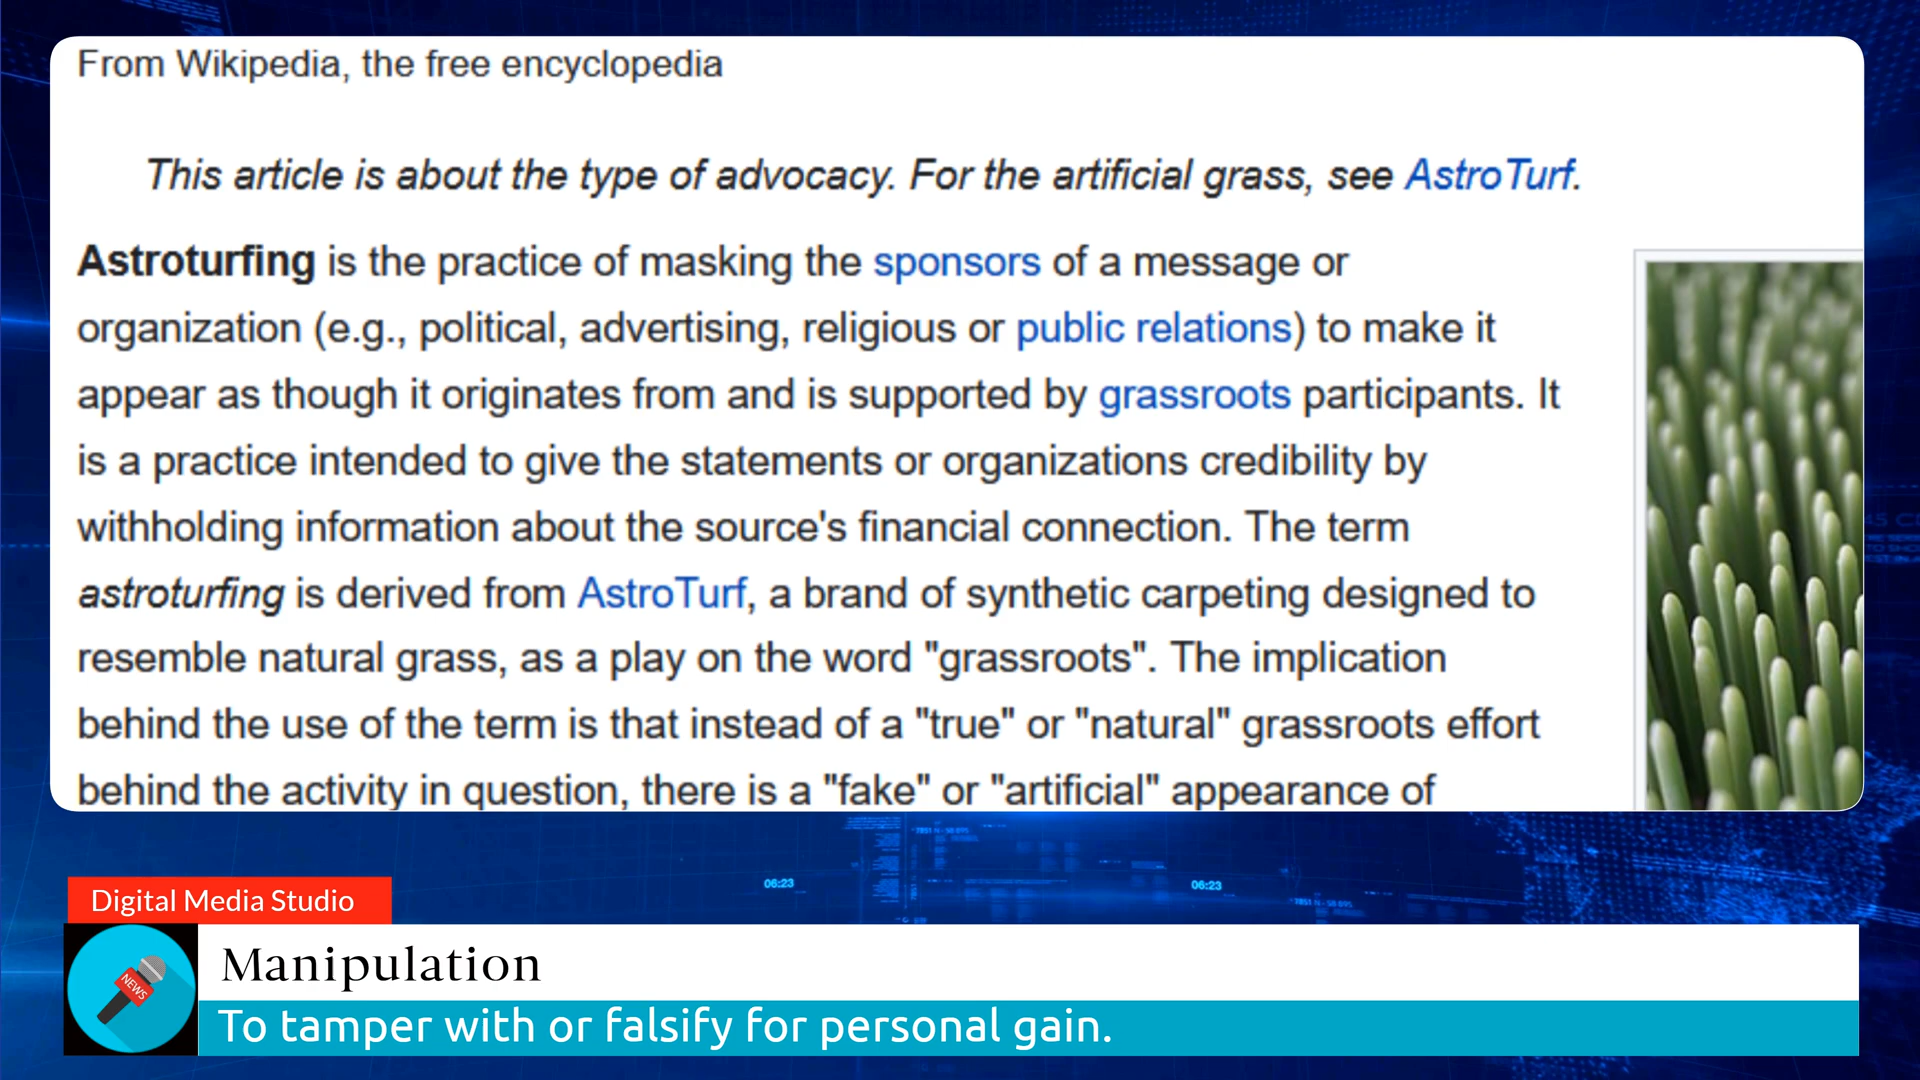 From Wikipedia, the free encyclopedia
This article is about the type of advocacy. For the artificial grass, see AstroTurf.
Astroturfing is the practice of masking the sponsors of a message or
organization (e.g., political, advertising, religious or public relations) to make it
appear as though it originates from and is supported by grassroots participants. It
is a practice intended to give the statements or organizations credibility by
withholding information about the source's financial connection. The term
astroturfing is derived from AstroTurf, a brand of synthetic carpeting designed to
resemble natural grass, as a play on the word "grassroots". The implication
behind the use of the term is that instead of a "true" or "natural" grassroots effort
behind the activity in question, there is a "fake" or "artificial" appearance of
06:23
06:23
Digital Media Studio
NEWS
Manipulation
To tamper with or falsify for personal gain.